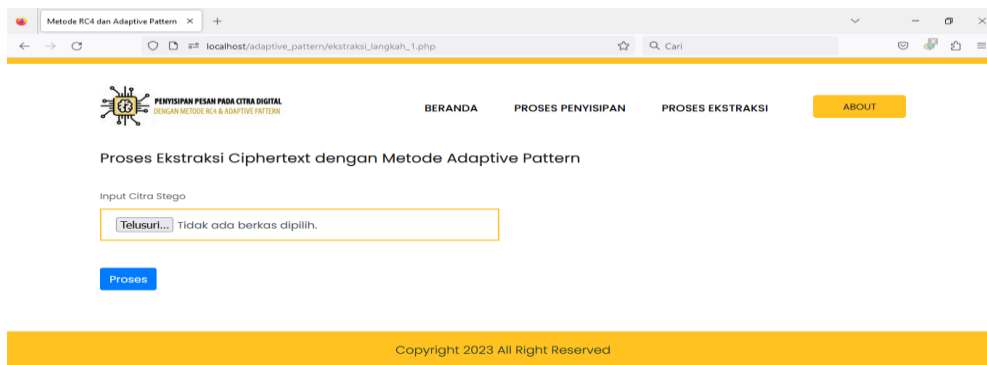 Metode RC4 dan Adaptive Pattern
localhost/adaptive_pattern/ekstraksi_langkah_1.php
Cari
PENYISIPAN PESAN PADA CITRA DIGITAL
DENGAN METODE RC4 & ADAPTIVE PATTERN
BERANDA PROSES PENYISIPAN PROSES EKSTRAKSI ABOUT
Proses Ekstraksi Ciphertext dengan Metode Adaptive Pattern
Input Citra Stego
Telusuri... Tidak ada berkas dipilih.
Proses
Copyright 2023 All Right Reserved